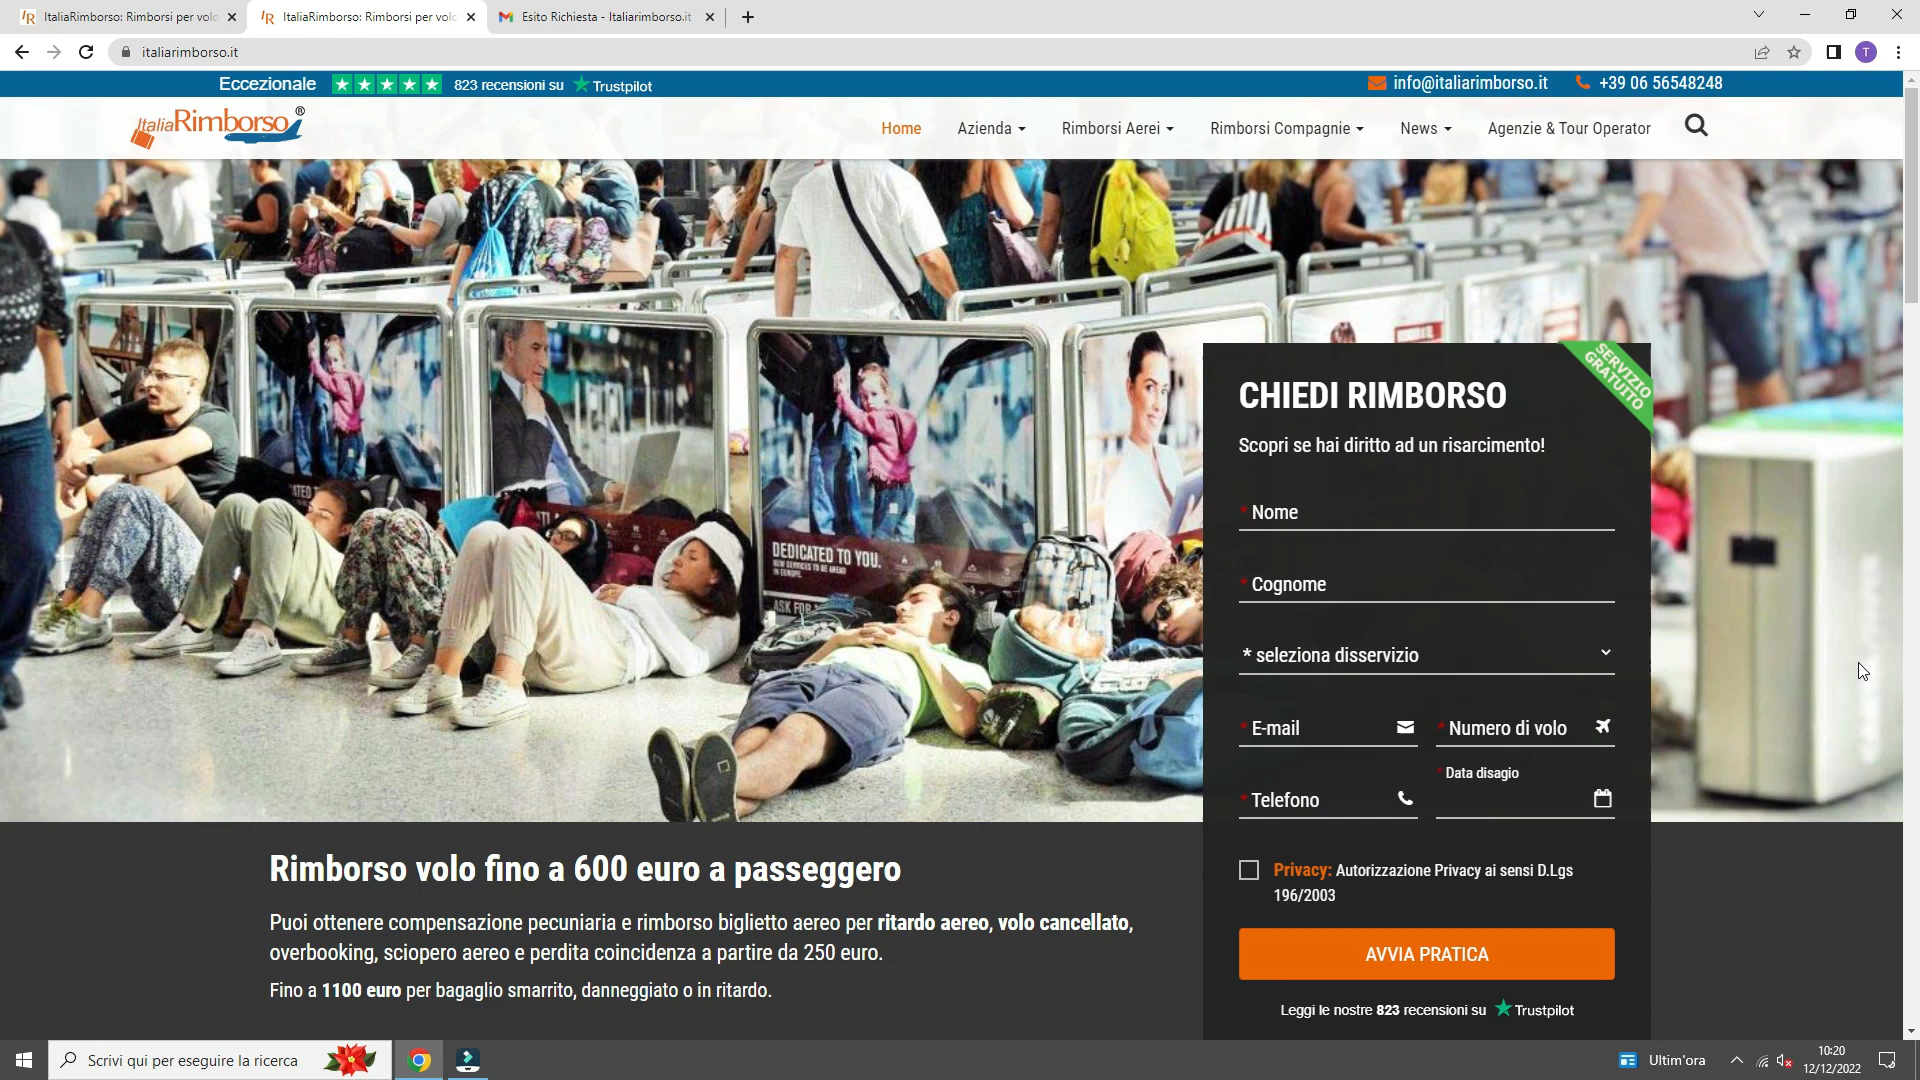 ItaliaRimborso: Rimborsi per volo
ItaliaRimborso: Rimborsi per volo
Esito Richiesta - Italiarimborso.it
italiarimborso.it
T
Eccezionale
823 recensioni su Trustpilot
info@italiarimborso.it
+39 06 56548248
ItaliaRimborso®
Home
Azienda
Rimborsi Aerei
Rimborsi Compagnie
News
Agenzie & Tour Operator
DEDICATED TO YOU.
ASK FOR
SERVIZIO
GRATUITO
CHIEDI RIMBORSO
Scopri se hai diritto ad un risarcimento!
* Nome
* Cognome
* seleziona disservizio
* E-mail
* Numero di volo
* Data disagio
* Telefono
Privacy: Autorizzazione Privacy ai sensi D.Lgs
196/2003
AVVIA PRATICA
Leggi le nostre 823 recensioni su Trustpilot
Rimborso volo fino a 600 euro a passeggero
Puoi ottenere compensazione pecuniaria e rimborso biglietto aereo per ritardo aereo, volo cancellato,
overbooking, sciopero aereo e perdita coincidenza a partire da 250 euro.
Fino a 1100 euro per bagaglio smarrito, danneggiato o in ritardo.
Scrivi qui per eseguire la ricerca
Ultim'ora
10:20
12/12/2022